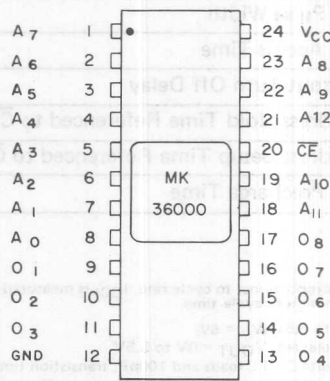 A7 1 24 VCC
A6 2 23 A8
A5 3 22 A9
A4 4 21 A12
A3 5 20 CE
A2 6 19 A10
A1 7 18 A11
A0 8 17 O8
O1 9 16 O7
O2 10 15 O6
O3 11 14 O5
GND 12 13 O4
MK
36000